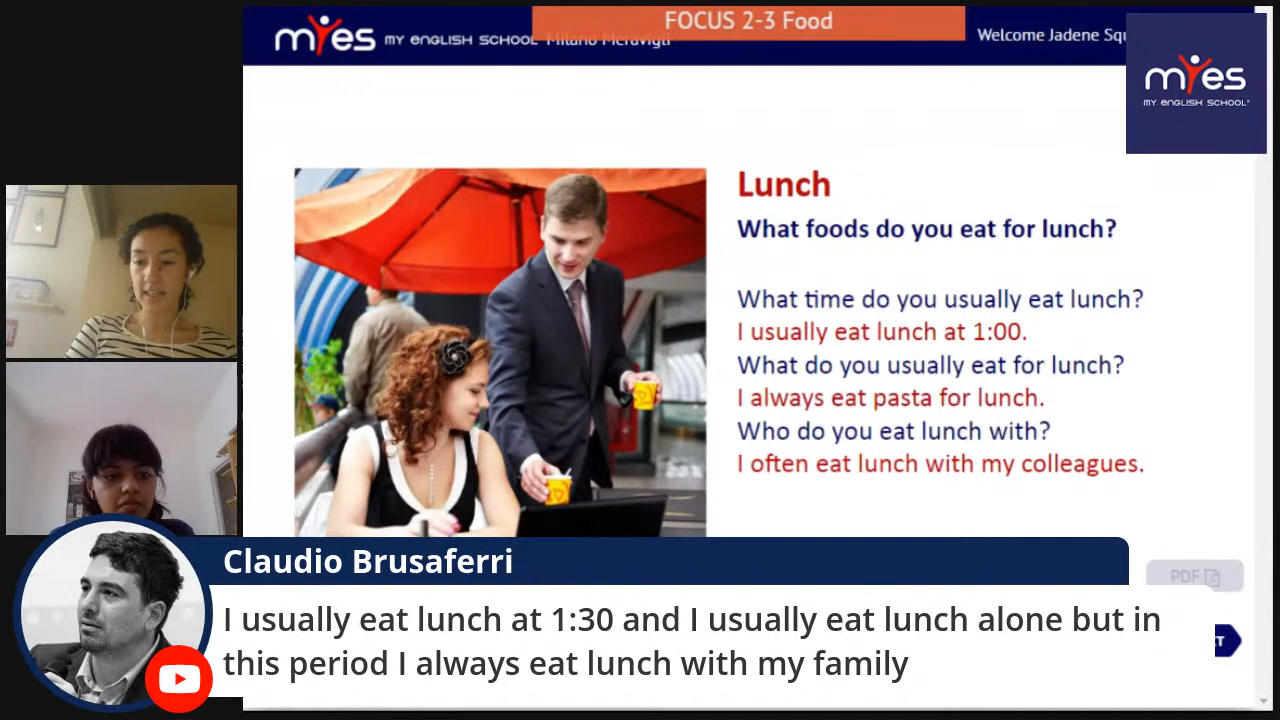 FOCUS 2-3 Food
myes MY ENGLISH SCHOOL Milano Meravigli
Welcome Jadene Squ
myes
MY ENGLISH SCHOOL
Lunch
What foods do you eat for lunch?
What time do you usually eat lunch?
I usually eat lunch at 1:00.
What do you usually eat for lunch?
I always eat pasta for lunch.
Who do you eat lunch with?
I often eat lunch with my colleagues.
PDF
Claudio Brusaferri
I usually eat lunch at 1:30 and I usually eat lunch alone but in
this period I always eat lunch with my family